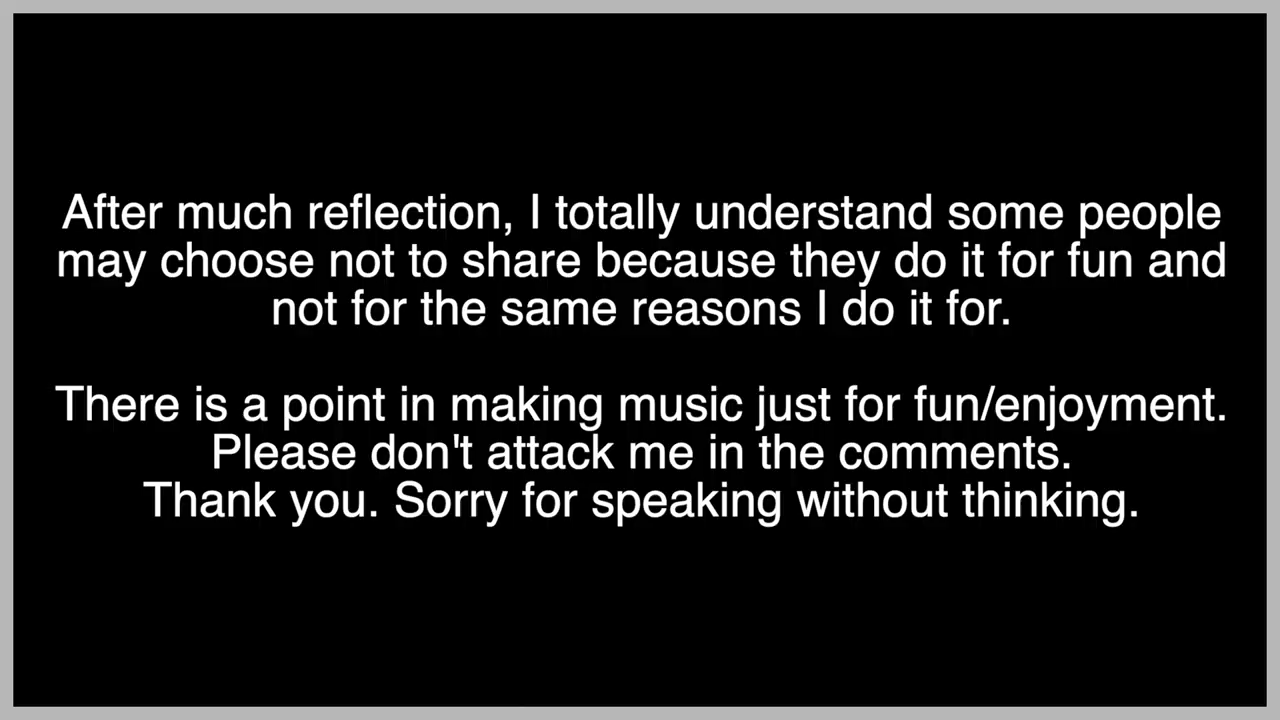 After much reflection, I totally understand some people
may choose not to share because they do it for fun and
not for the same reasons I do it for.
There is a point in making music just for fun/enjoyment.
Please don't attack me in the comments.
Thank you. Sorry for speaking without thinking.